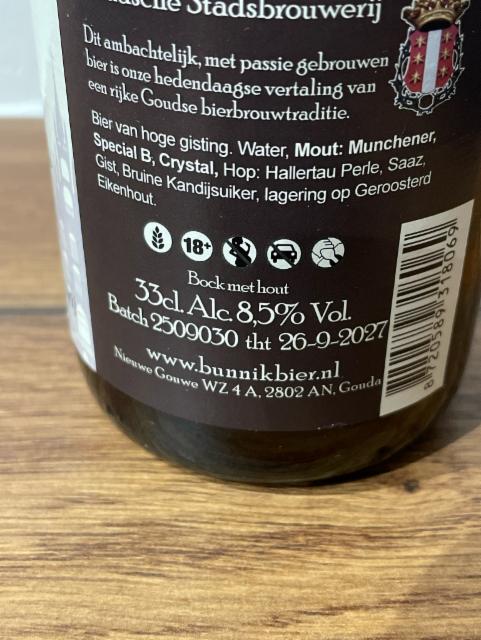 Stadsbrouwerij
Dit ambachtelijk, met passie gebrouwen
bier is onze hedendaagse vertaling van
een rijke Goudse bierbrouwtraditie.
Bier van hoge gisting. Water, Mout: Munchener,
Special B, Crystal, Hop: Hallertau Perle, Saaz,
Gist, Bruine Kandijsuiker, lagering op Geroosterd
Eikenhout.
18+
Bock met hout
33cl. Alc. 8,5% Vol.
Batch 2509030 tht 26-9-2027
www.bunnikbier.nl
Nieuwe Gouwe WZ 4 A, 2802 AN, Gouda
8 720589 318069